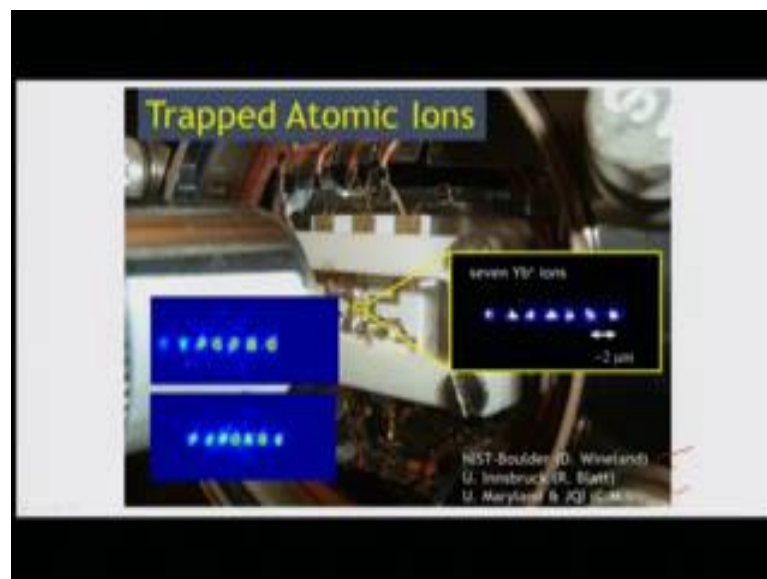 Trapped Atomic Ions
seven Yb⁺ ions
~2 μm
NIST-Boulder (D. Wineland)
U. Innsbruck (R. Blatt)
U. Maryland & JQI